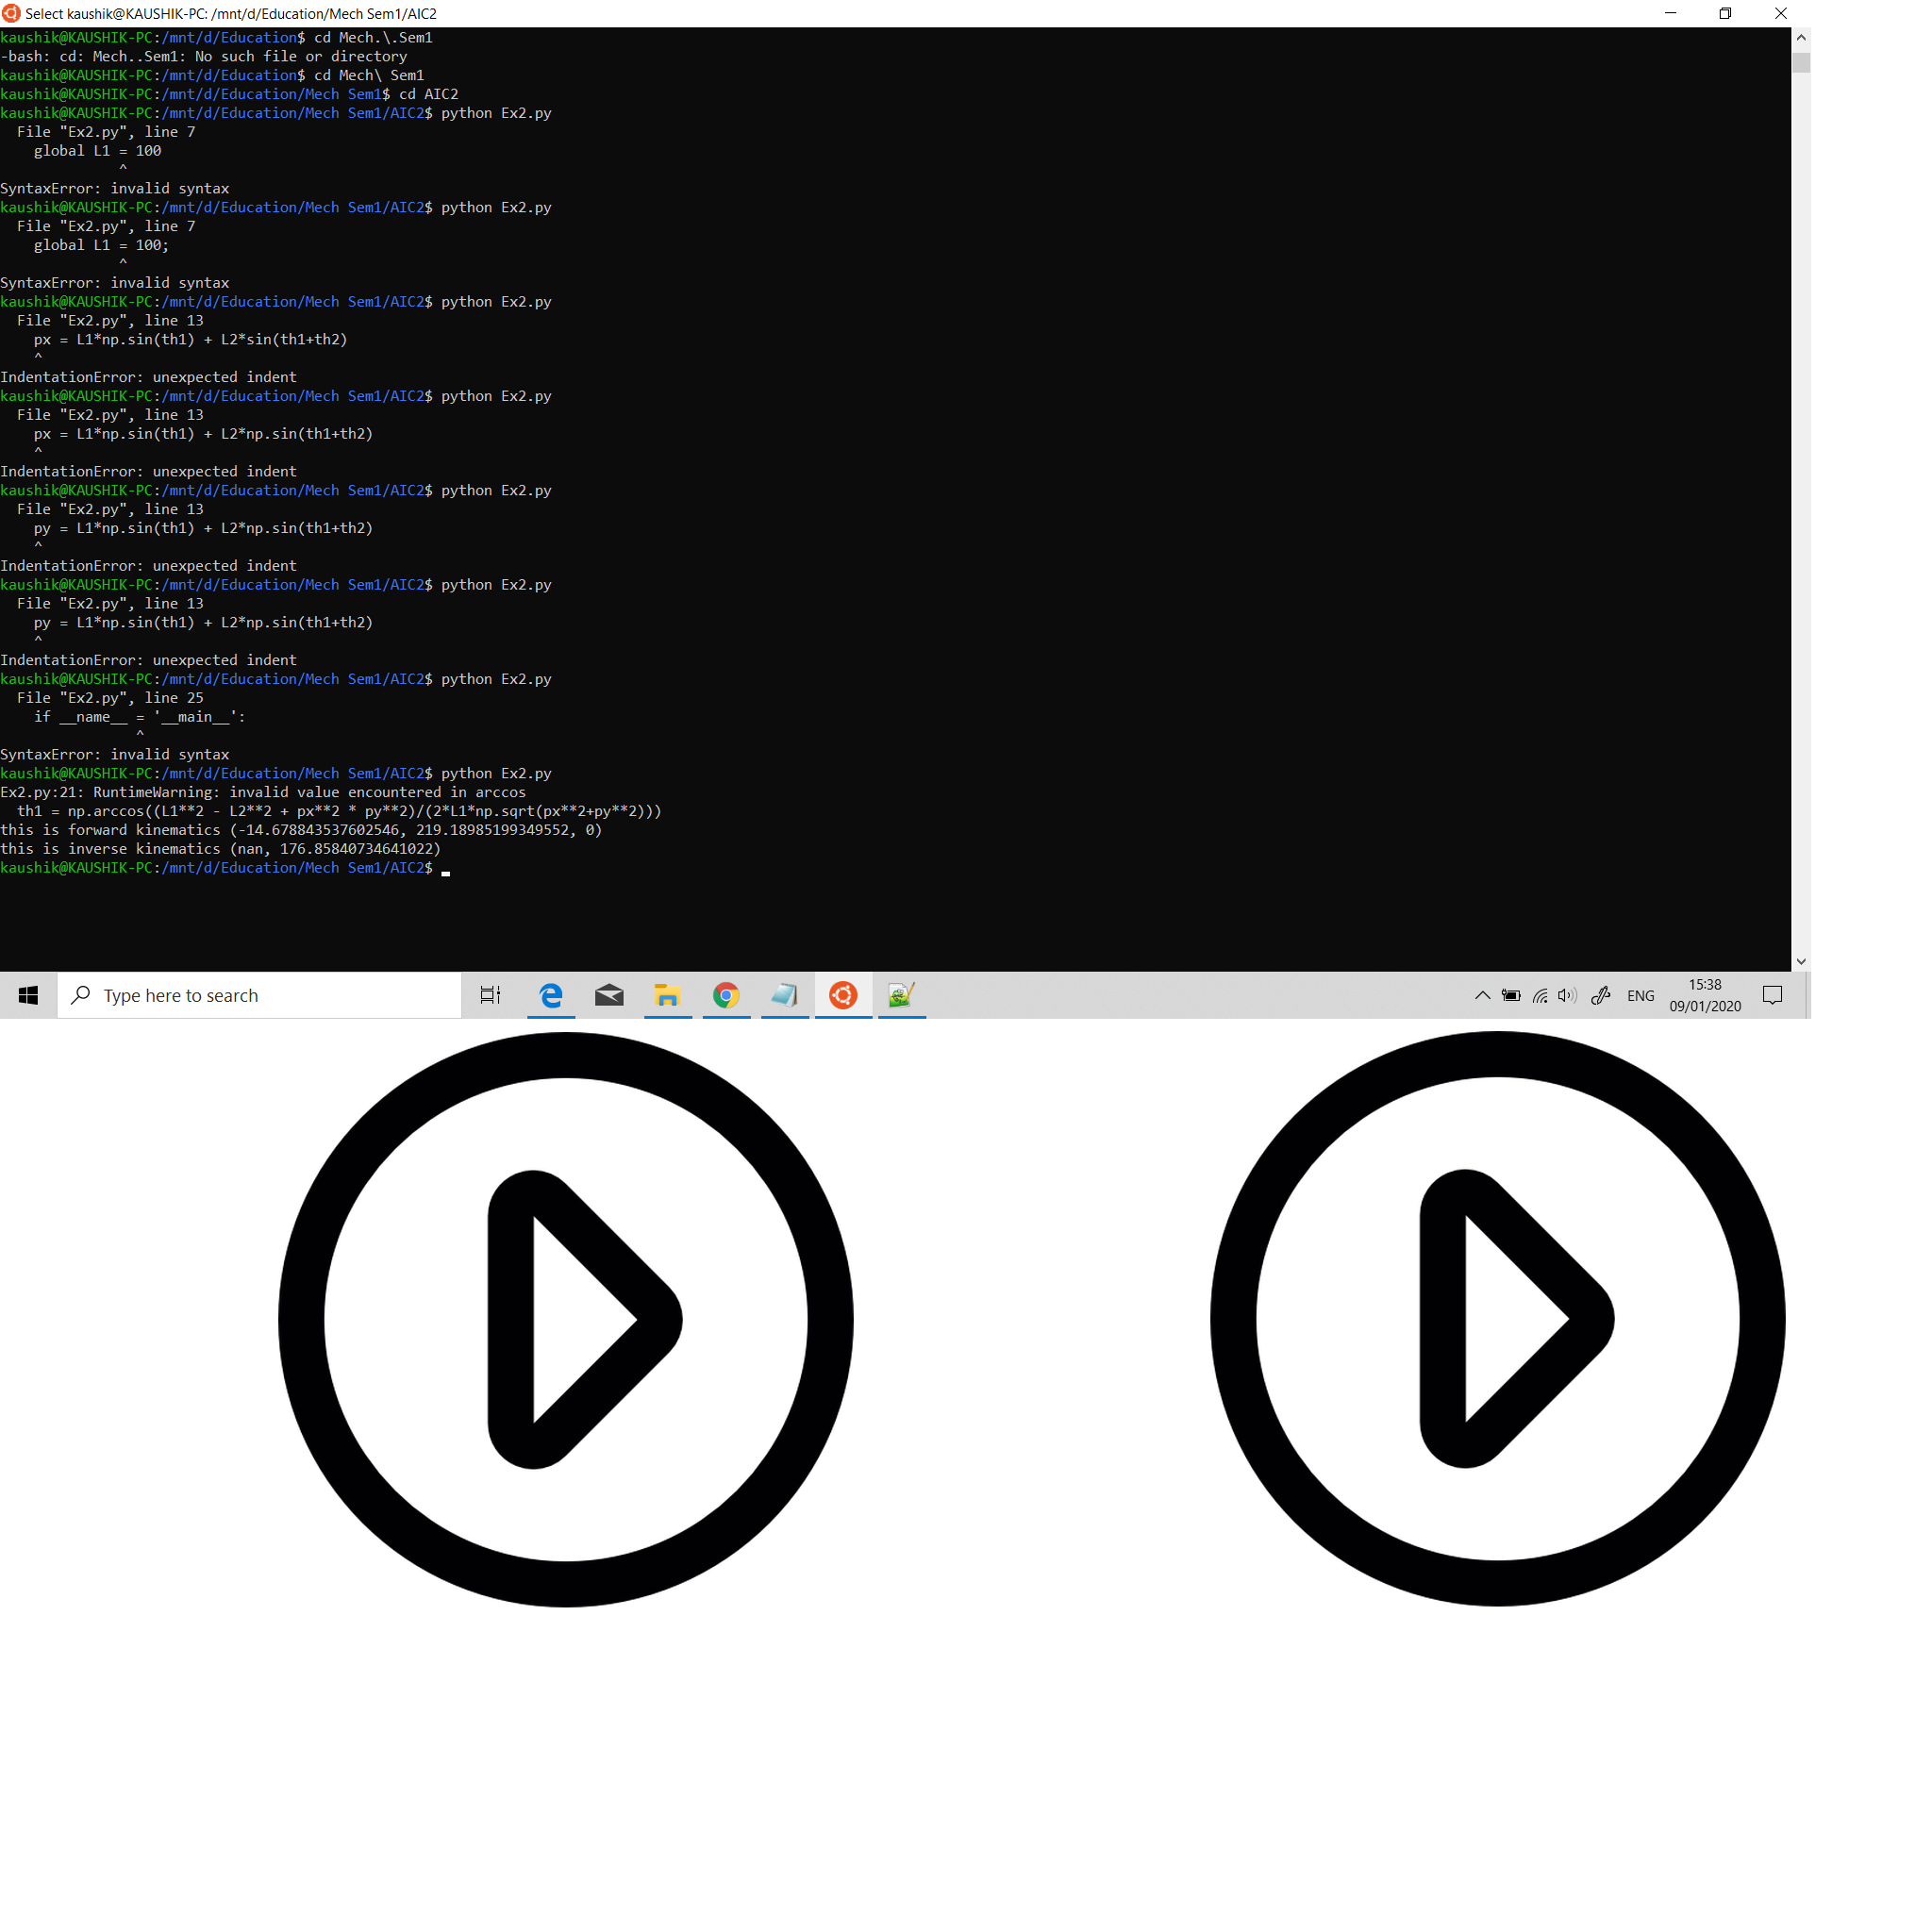 Select kaushik@KAUSHIK-PC: /mnt/d/Education/Mech Sem1/AIC2
kaushik@KAUSHIK-PC:/mnt/d/Education$ cd Mech.\.Sem1
-bash: cd: Mech..Sem1: No such file or directory
kaushik@KAUSHIK-PC:/mnt/d/Education$ cd Mech\ Sem1
kaushik@KAUSHIK-PC:/mnt/d/Education/Mech Sem1$ cd AIC2
kaushik@KAUSHIK-PC:/mnt/d/Education/Mech Sem1/AIC2$ python Ex2.py
  File "Ex2.py", line 7
    global L1 = 100
              ^
SyntaxError: invalid syntax
kaushik@KAUSHIK-PC:/mnt/d/Education/Mech Sem1/AIC2$ python Ex2.py
  File "Ex2.py", line 7
    global L1 = 100;
              ^
SyntaxError: invalid syntax
kaushik@KAUSHIK-PC:/mnt/d/Education/Mech Sem1/AIC2$ python Ex2.py
  File "Ex2.py", line 13
    px = L1*np.sin(th1) + L2*sin(th1+th2)
    ^
IndentationError: unexpected indent
kaushik@KAUSHIK-PC:/mnt/d/Education/Mech Sem1/AIC2$ python Ex2.py
  File "Ex2.py", line 13
    px = L1*np.sin(th1) + L2*np.sin(th1+th2)
    ^
IndentationError: unexpected indent
kaushik@KAUSHIK-PC:/mnt/d/Education/Mech Sem1/AIC2$ python Ex2.py
  File "Ex2.py", line 13
    py = L1*np.sin(th1) + L2*np.sin(th1+th2)
    ^
IndentationError: unexpected indent
kaushik@KAUSHIK-PC:/mnt/d/Education/Mech Sem1/AIC2$ python Ex2.py
  File "Ex2.py", line 13
    py = L1*np.sin(th1) + L2*np.sin(th1+th2)
    ^
IndentationError: unexpected indent
kaushik@KAUSHIK-PC:/mnt/d/Education/Mech Sem1/AIC2$ python Ex2.py
  File "Ex2.py", line 25
    if __name__ = '__main__':
                ^
SyntaxError: invalid syntax
kaushik@KAUSHIK-PC:/mnt/d/Education/Mech Sem1/AIC2$ python Ex2.py
Ex2.py:21: RuntimeWarning: invalid value encountered in arccos
  th1 = np.arccos((L1**2 - L2**2 + px**2 * py**2)/(2*L1*np.sqrt(px**2+py**2)))
this is forward kinematics (-14.678843537602546, 219.18985199349552, 0)
this is inverse kinematics (nan, 176.85840734641022)
kaushik@KAUSHIK-PC:/mnt/d/Education/Mech Sem1/AIC2$
Type here to search
ENG
15:38
09/01/2020